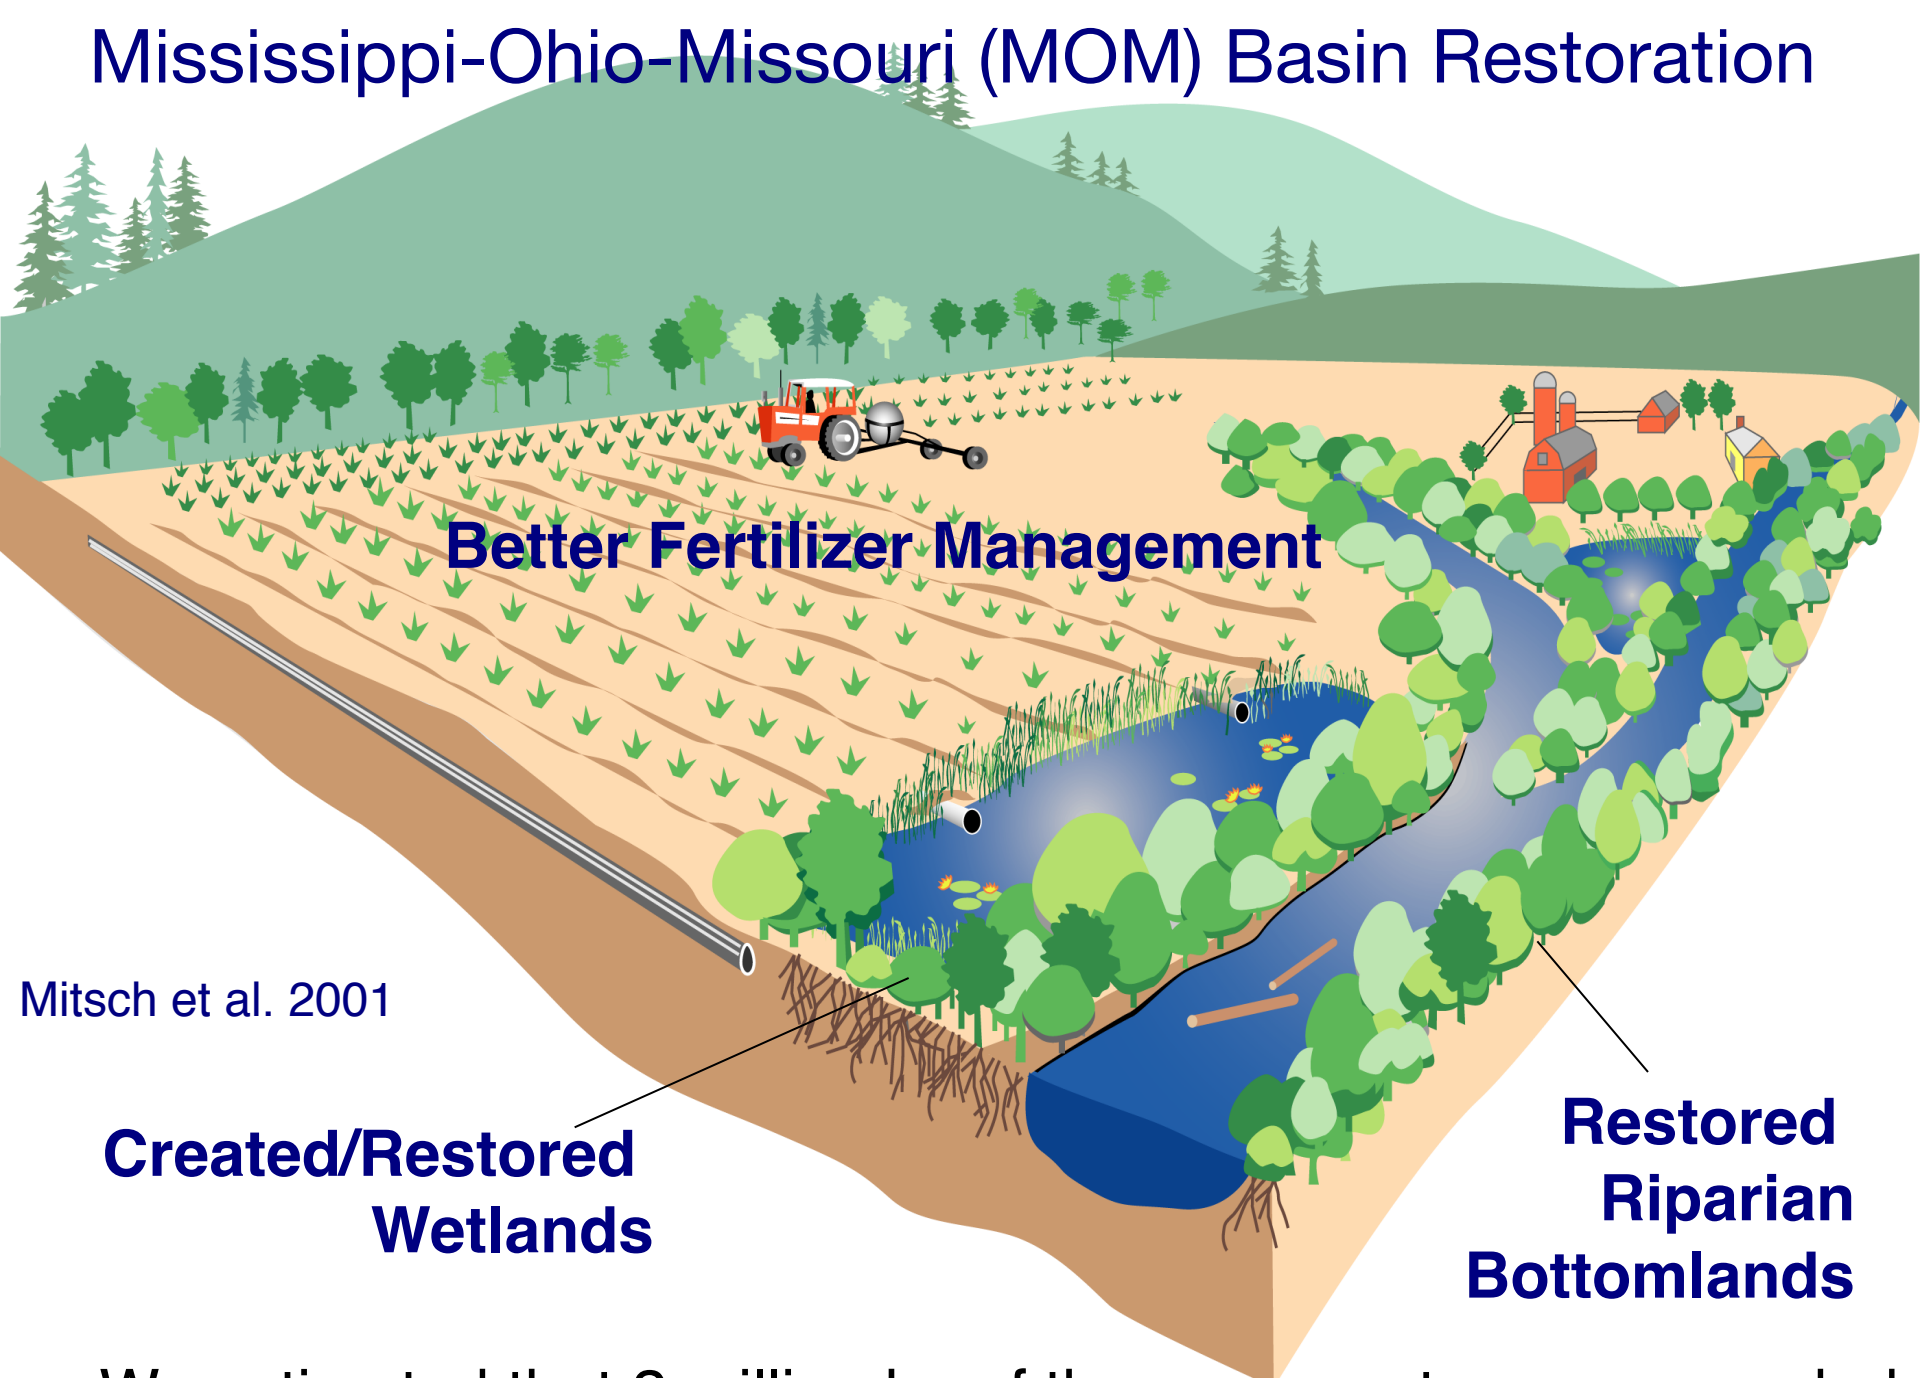 Mississippi-Ohio-Missouri (MOM) Basin Restoration
Better Fertilizer Management
Mitsch et al. 2001
Created/Restored
Wetlands
Restored
Riparian
Bottomlands